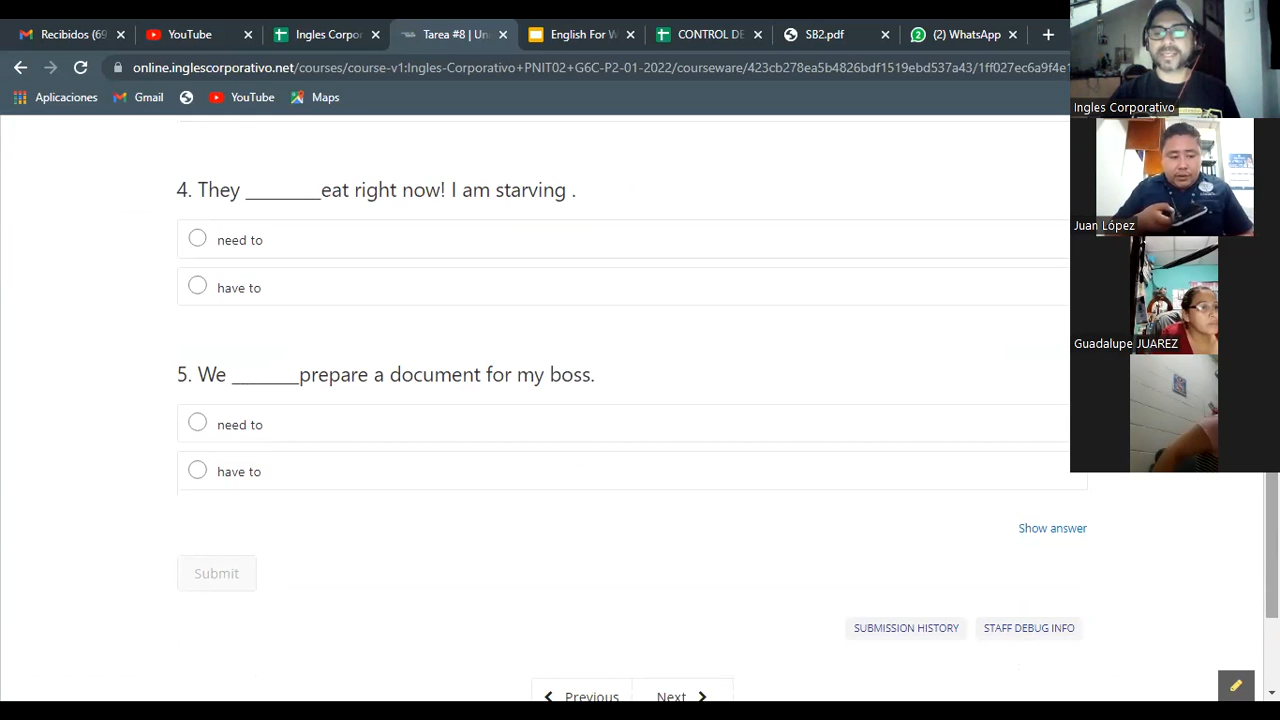 Recibidos (69
YouTube
Ingles Corpor
Tarea #8 | Un
English For W
CONTROL DE
SB2.pdf
(2) WhatsApp
online.inglescorporativo.net/courses/course-v1:Ingles-Corporativo+PNIT02+G6C-P2-01-2022/courseware/423cb278ea5b4826bdf1519ebd537a43/1ff027ec6a9f4e1
Aplicaciones
Gmail
YouTube
Maps
4. They ________eat right now! I am starving .
need to
have to
5. We _______prepare a document for my boss.
need to
have to
Show answer
Submit
SUBMISSION HISTORY
STAFF DEBUG INFO
Previous
Next
Ingles Corporativo
Juan López
Guadalupe JUAREZ